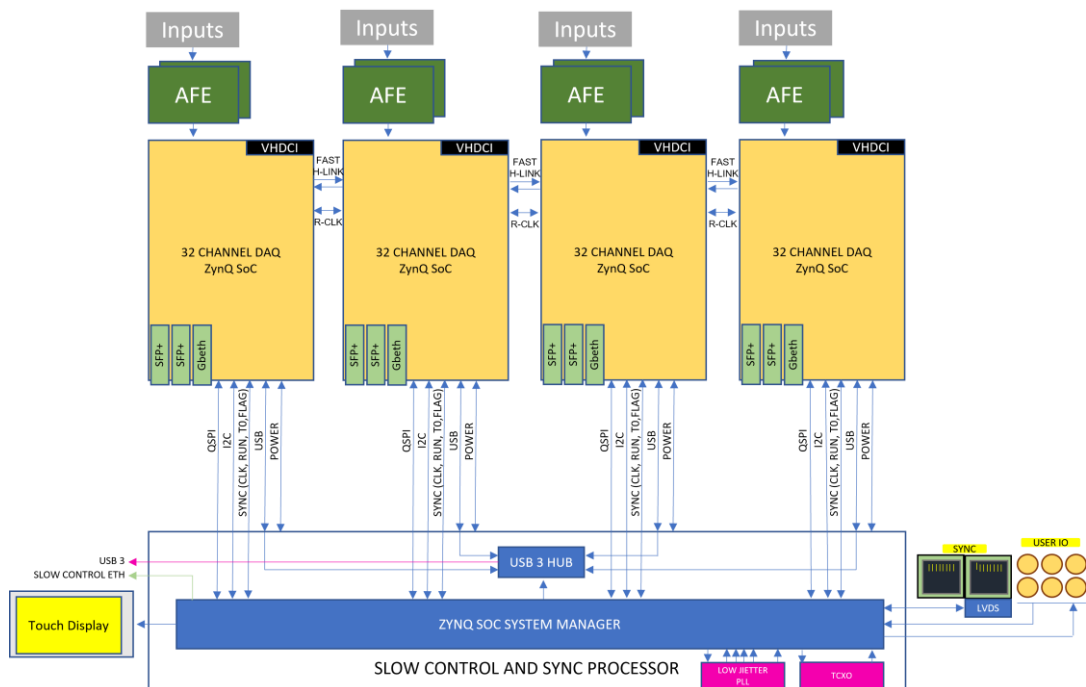 Inputs
Inputs
Inputs
Inputs
AFE
AFE
AFE
AFE
VHDCI
VHDCI
VHDCI
VHDCI
FAST
H-LINK
FAST
H-LINK
FAST
H-LINK
R-CLK
R-CLK
R-CLK
32 CHANNEL DAQ
ZynQ SoC
32 CHANNEL DAQ
ZynQ SoC
32 CHANNEL DAQ
ZynQ SoC
32 CHANNEL DAQ
ZynQ SoC
SFP+
SFP+
Gbeth
SFP+
SFP+
Gbeth
SFP+
SFP+
Gbeth
SFP+
SFP+
Gbeth
QSPI
I2C
SYNC (CLK, RUN, T0,FLAG)
USB
POWER
QSPI
I2C
SYNC (CLK, RUN, T0,FLAG)
USB
POWER
QSPI
I2C
SYNC (CLK, RUN, T0,FLAG)
USB
POWER
QSPI
I2C
SYNC (CLK, RUN, T0,FLAG)
USB
POWER
USB 3
SLOW CONTROL ETH
USB 3 HUB
SYNC
USER IO
LVDS
Touch Display
ZYNQ SOC SYSTEM MANAGER
SLOW CONTROL AND SYNC PROCESSOR
LOW JIETTER
PLL
TCXO